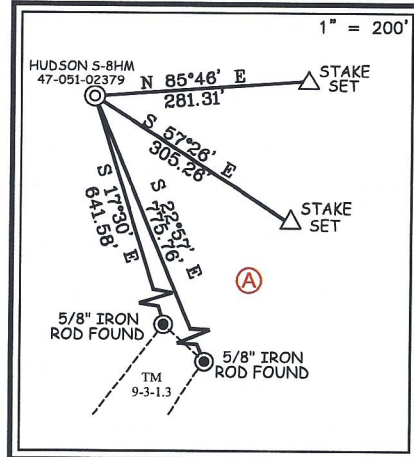 1" = 200'
HUDSON S-8HM
47-051-02379
N 85°46' E
281.31'
STAKE
SET
S 57°26' E
305.26'
STAKE
SET
S 22°57' E
775.76'
S 17°30' E
641.58'
A
5/8" IRON
ROD FOUND
5/8" IRON
ROD FOUND
TM
9-3-1.3